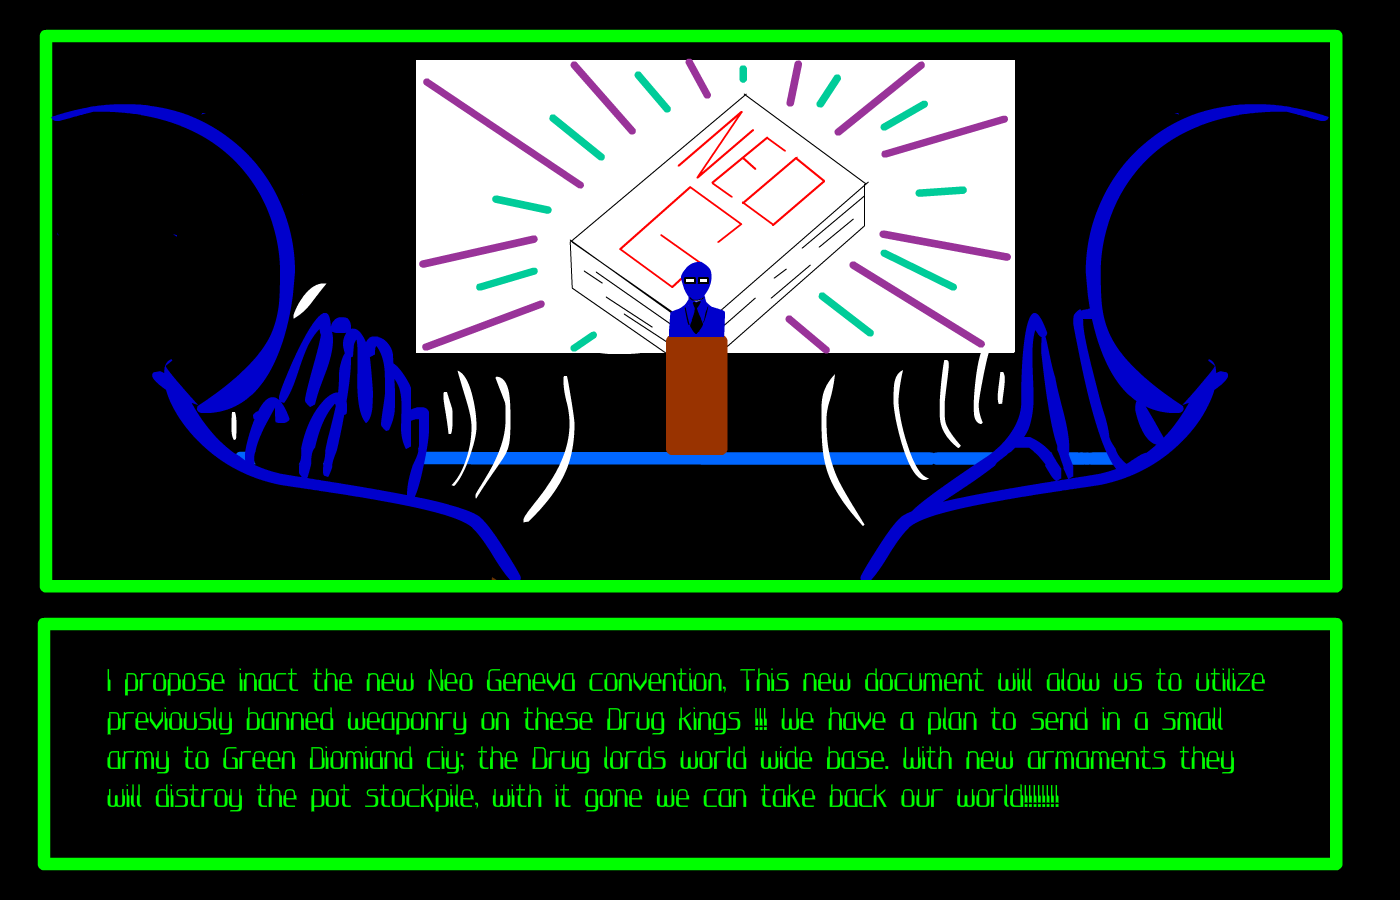 NEO
G
I propose inact the new Neo Geneva convention, This new document will alow us to utilize
previously banned weaponry on these Drug kings !!! We have a plan to send in a small
army to Green Diomiand ciy; the Drug lords world wide base. With new armaments they
will distroy the pot stockpile, with it gone we can take back our world!!!!!!!!